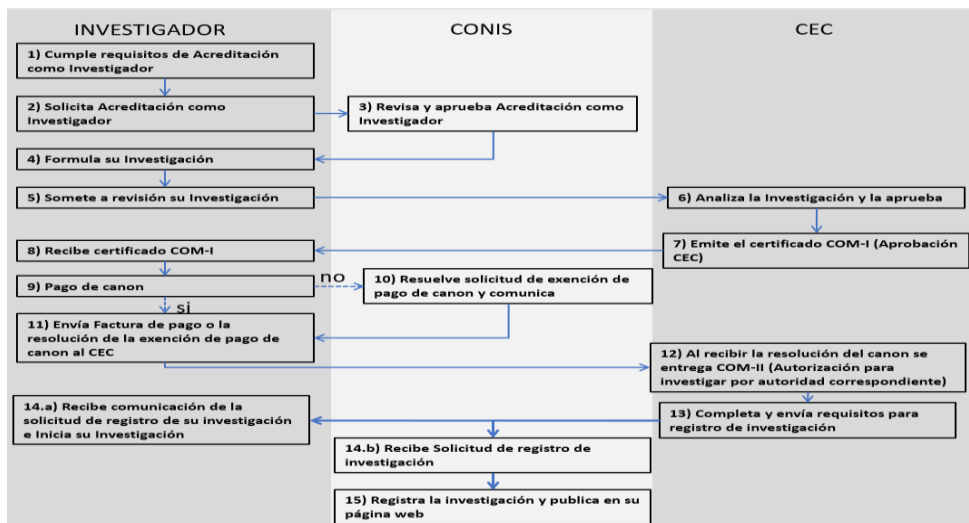 INVESTIGADOR
CONIS
CEC
1) Cumple requisitos de Acreditación
como Investigador
2) Solicita Acreditación como
Investigador
3) Revisa y aprueba Acreditación como
Investigador
4) Formula su Investigación
5) Somete a revisión su Investigación
6) Analiza la Investigación y la aprueba
7) Emite el certificado COM-I (Aprobación
CEC)
8) Recibe certificado COM-I
9) Pago de canon
no
10) Resuelve solicitud de exención de
pago de canon y comunica
si
11) Envía Factura de pago o la
resolución de la exención de pago de
canon al CEC
12) Al recibir la resolución del canon se
entrega COM-II (Autorización para
investigar por autoridad correspondiente)
13) Completa y envía requisitos para
registro de investigación
14.a) Recibe comunicación de la
solicitud de registro de su investigación
e Inicia su Investigación
14.b) Recibe Solicitud de registro de
investigación
15) Registra la investigación y publica en su
página web